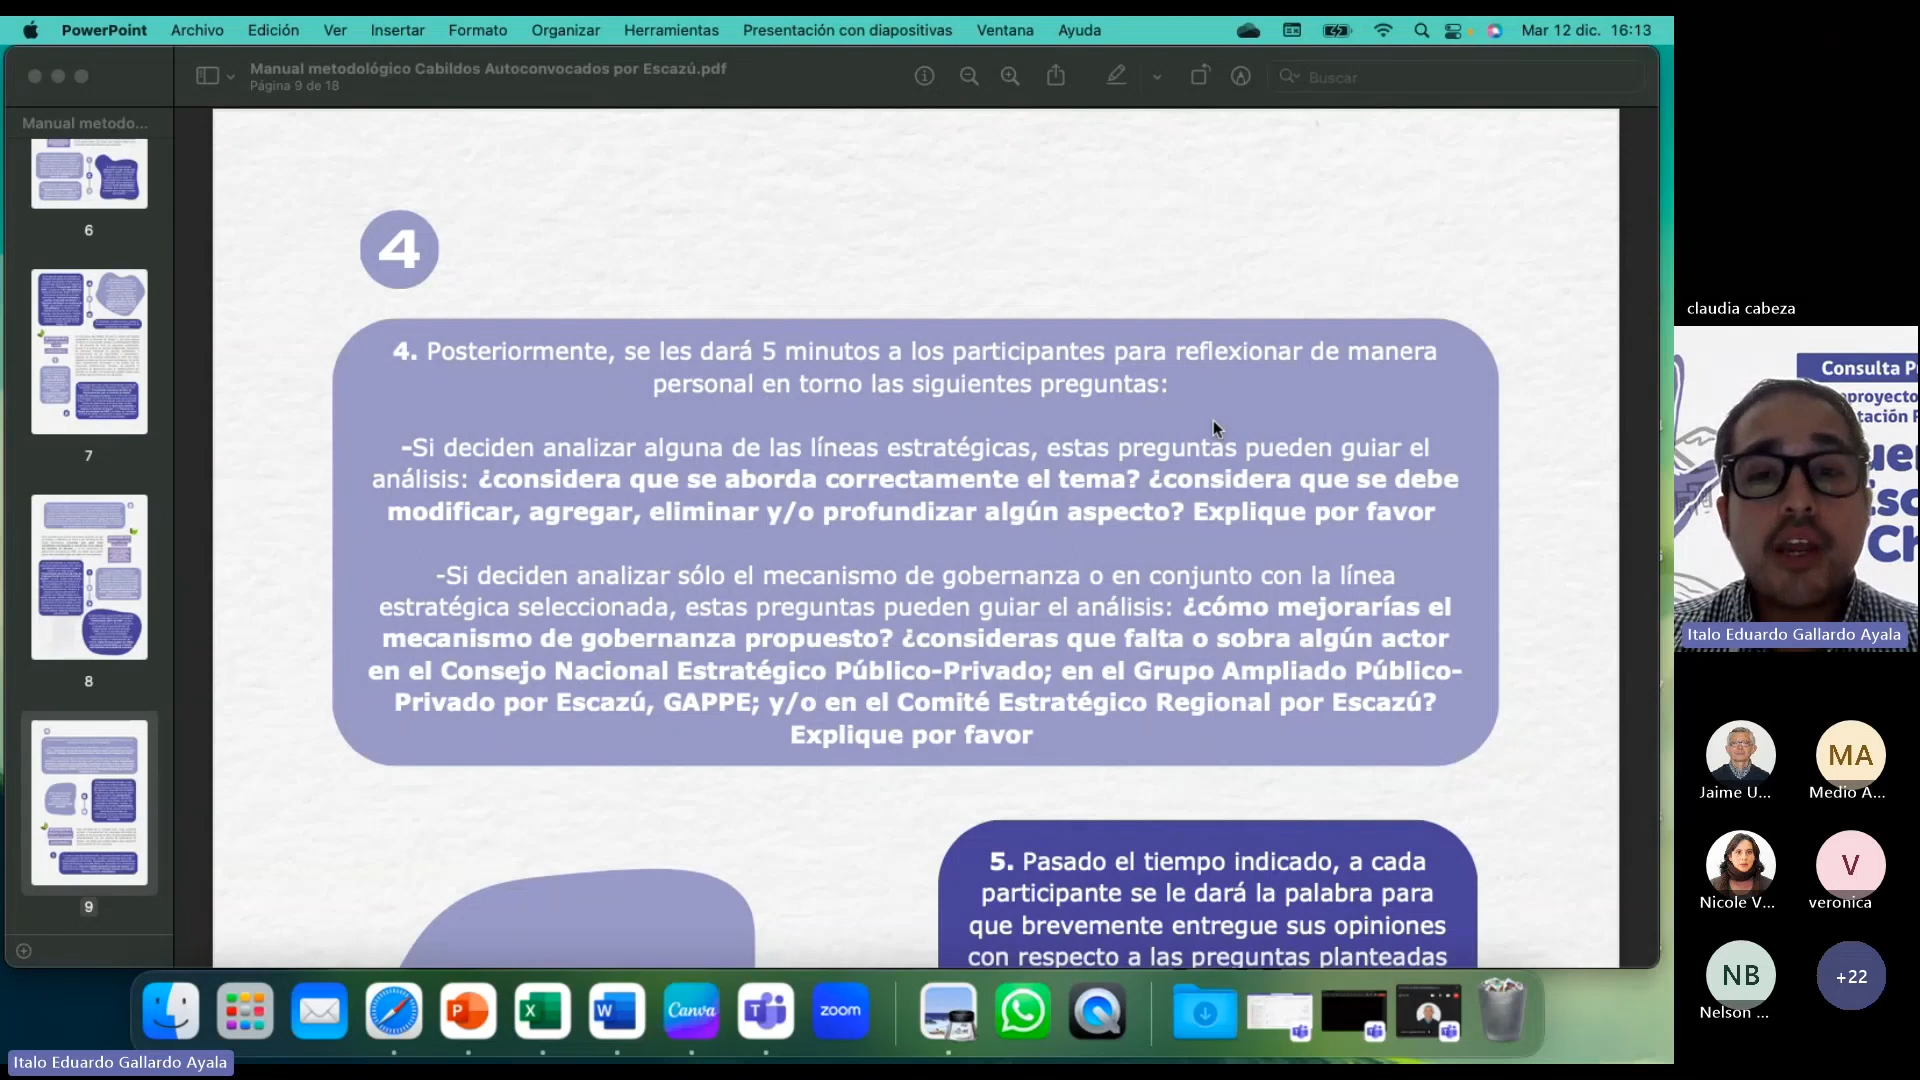 PowerPoint Archivo Edición Ver Insertar Formato Organizar Herramientas Presentación con diapositivas Ventana Ayuda Mar 12 dic. 16:13
Manual metodológico Cabildos Autoconvocados por Escazú.pdf
Página 9 de 18
Buscar
Manual metodo...
6
7
8
9
4
4. Posteriormente, se les dará 5 minutos a los participantes para reflexionar de manera
personal en torno las siguientes preguntas:
-Si deciden analizar alguna de las líneas estratégicas, estas preguntas pueden guiar el
análisis: ¿considera que se aborda correctamente el tema? ¿considera que se debe
modificar, agregar, eliminar y/o profundizar algún aspecto? Explique por favor
-Si deciden analizar sólo el mecanismo de gobernanza o en conjunto con la línea
estratégica seleccionada, estas preguntas pueden guiar el análisis: ¿cómo mejorarías el
mecanismo de gobernanza propuesto? ¿consideras que falta o sobra algún actor
en el Consejo Nacional Estratégico Público-Privado; en el Grupo Ampliado Público-
Privado por Escazú, GAPPE; y/o en el Comité Estratégico Regional por Escazú?
Explique por favor
5. Pasado el tiempo indicado, a cada
participante se le dará la palabra para
que brevemente entregue sus opiniones
con respecto a las preguntas planteadas
Canva
zoom
Italo Eduardo Gallardo Ayala
claudia cabeza
Consulta P
Italo Eduardo Gallardo Ayala
Jaime U...
MA
Medio A...
Nicole V...
V
veronica
NB
Nelson ...
+22